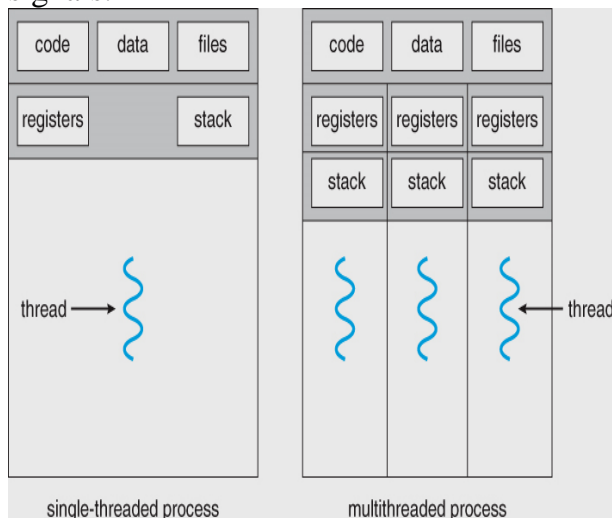 signals.
code data files
registers stack
thread
single-threaded process
code data files
registers registers registers
stack stack stack
thread
multithreaded process